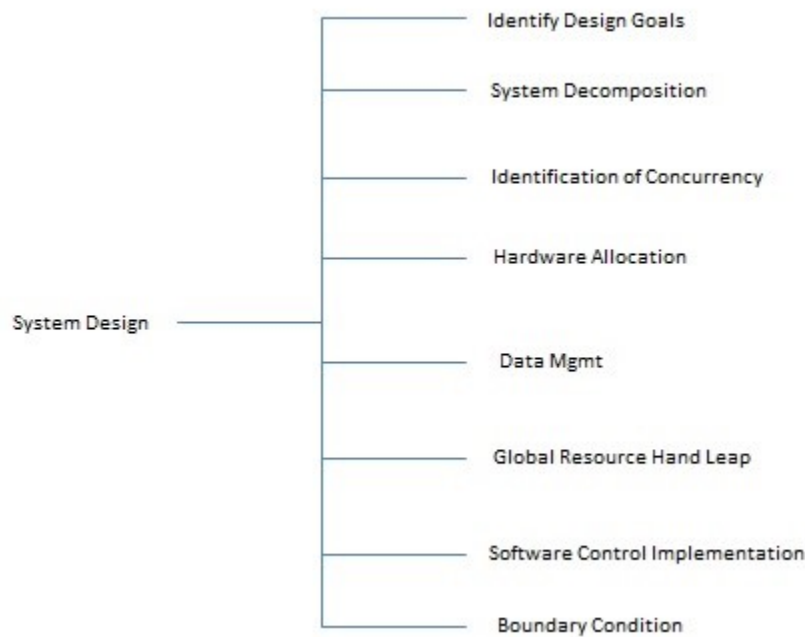 Identify Design Goals
System Decomposition
Identification of Concurrency
Hardware Allocation
System Design
Data Mgmt
Global Resource Hand Leap
Software Control Implementation
Boundary Condition